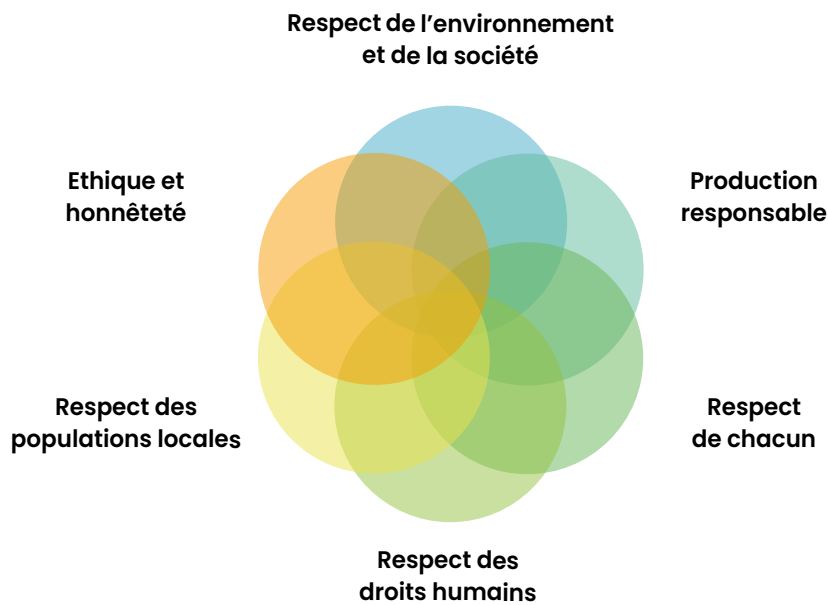 Respect de l'environnement
et de la société
Ethique et
honnêteté
Production
responsable
Respect des
populations locales
Respect
de chacun
Respect des
droits humains